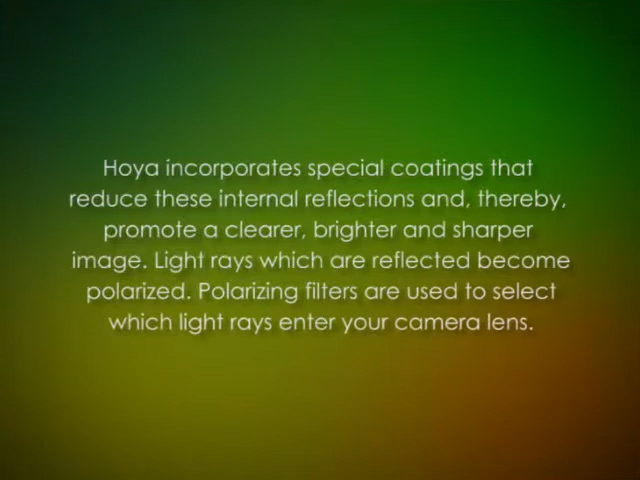 Hoya incorporates special coatings that
reduce these internal reflections and, thereby,
promote a clearer, brighter and sharper
image. Light rays which are reflected become
polarized. Polarizing filters are used to select
which light rays enter your camera lens.